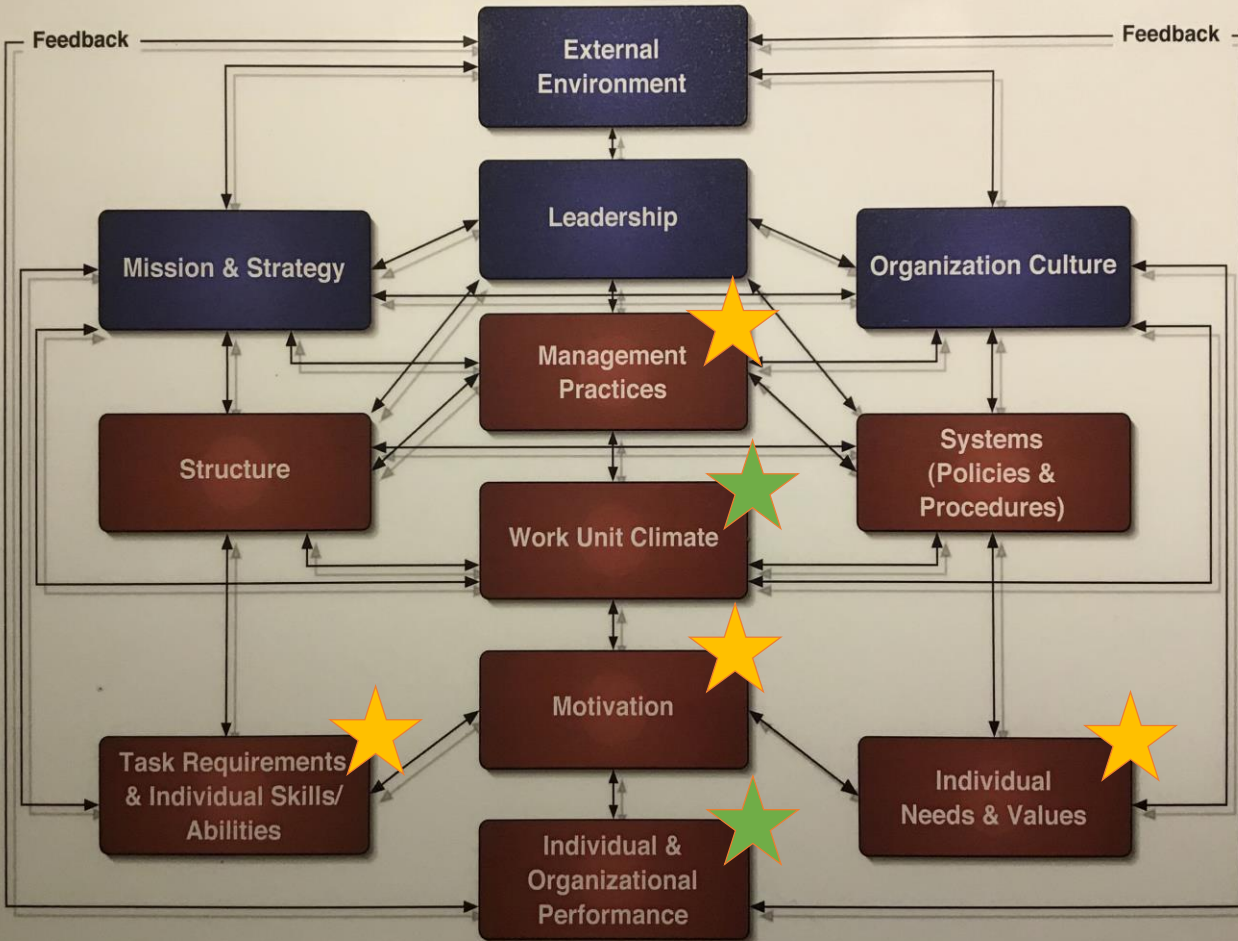 Feedback
External
Environment
Feedback
Leadership
Mission & Strategy
Organization Culture
Management
Practices
Structure
Systems
(Policies &
Procedures)
Work Unit Climate
Motivation
Task Requirements
& Individual Skills/
Abilities
Individual
Needs & Values
Individual &
Organizational
Performance